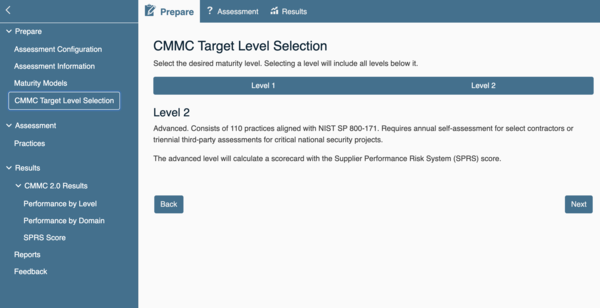 Prepare
Assessment
Results
Prepare
Assessment Configuration
Assessment Information
Maturity Models
CMMC Target Level Selection
Assessment
Practices
Results
CMMC 2.0 Results
Performance by Level
Performance by Domain
SPRS Score
Reports
Feedback
CMMC Target Level Selection
Select the desired maturity level. Selecting a level will include all levels below it.
Level 1
Level 2
Level 2
Advanced. Consists of 110 practices aligned with NIST SP 800-171. Requires annual self-assessment for select contractors or
triennial third-party assessments for critical national security projects.
The advanced level will calculate a scorecard with the Supplier Performance Risk System (SPRS) score.
Back
Next